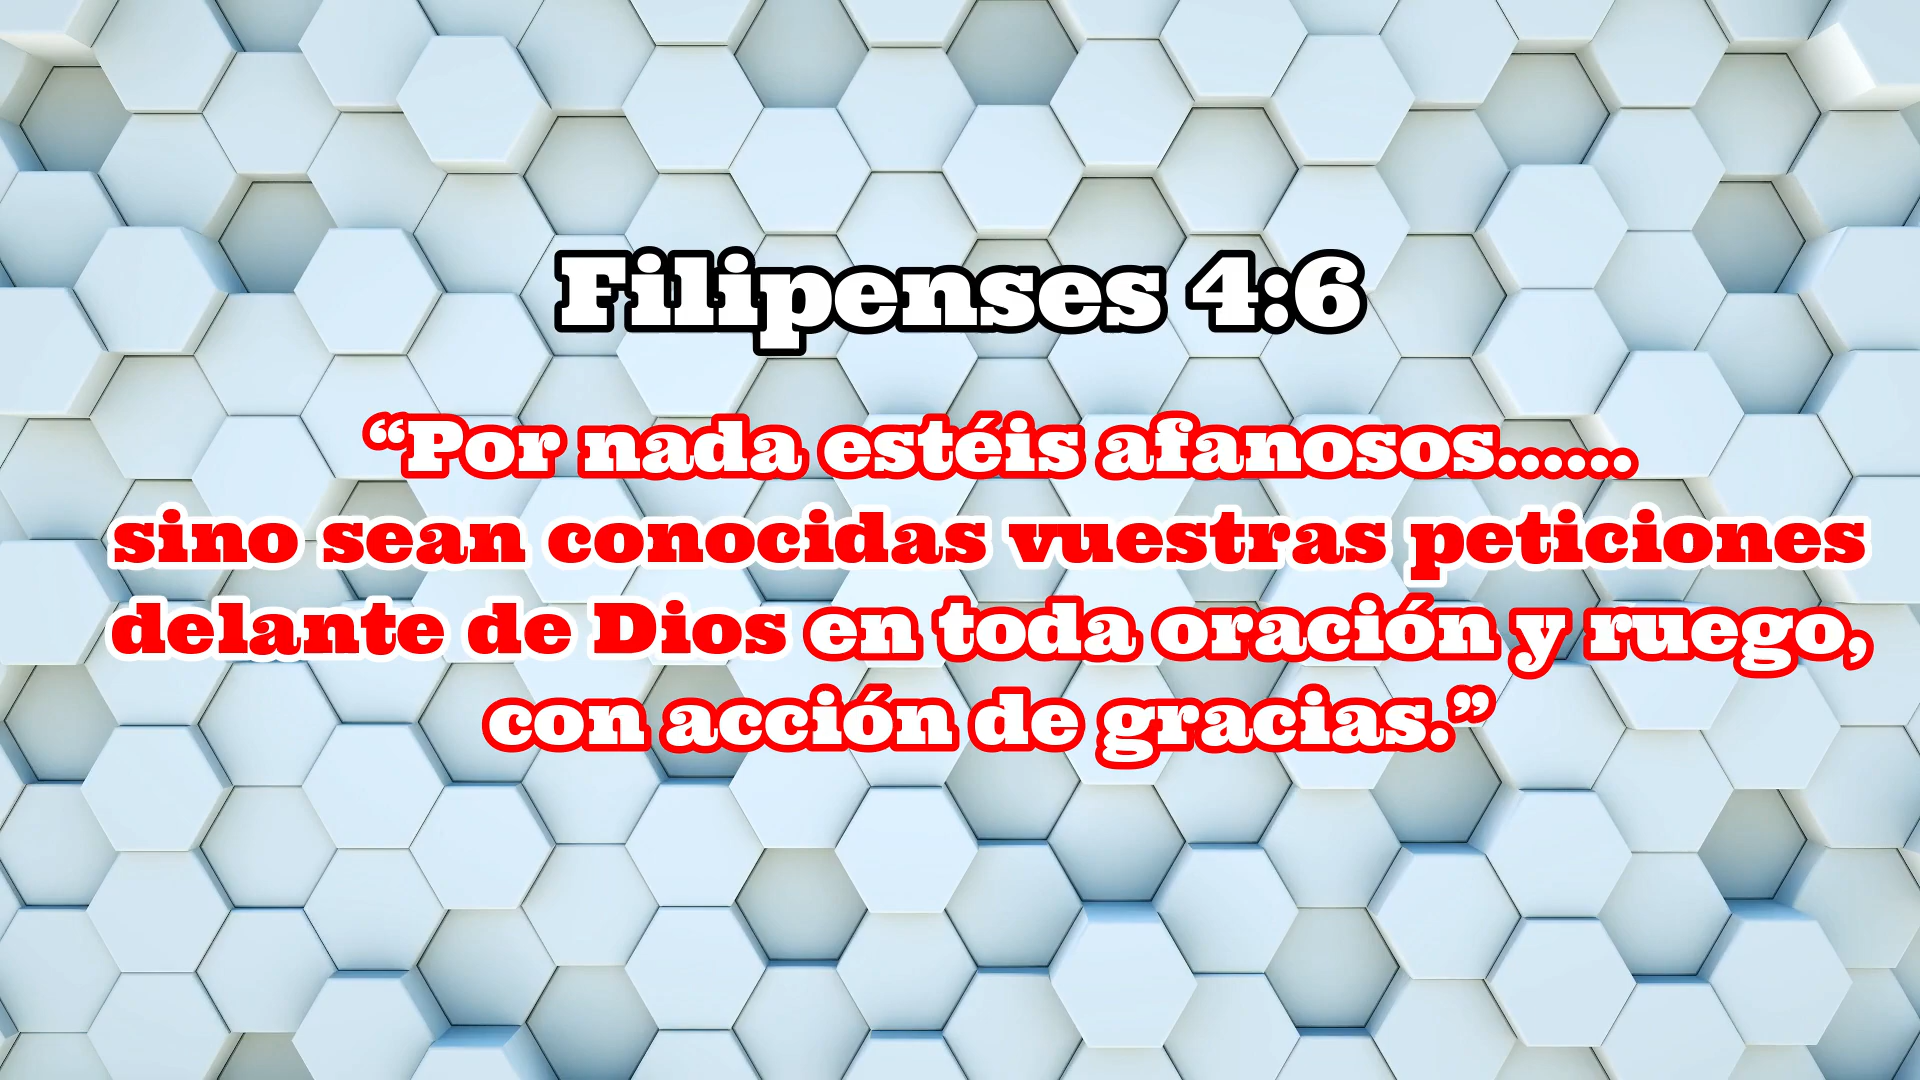 Filipenses 4:6
“Por nada estéis afanosos......
sino sean conocidas vuestras peticiones
delante de Dios en toda oración y ruego,
con acción de gracias.”